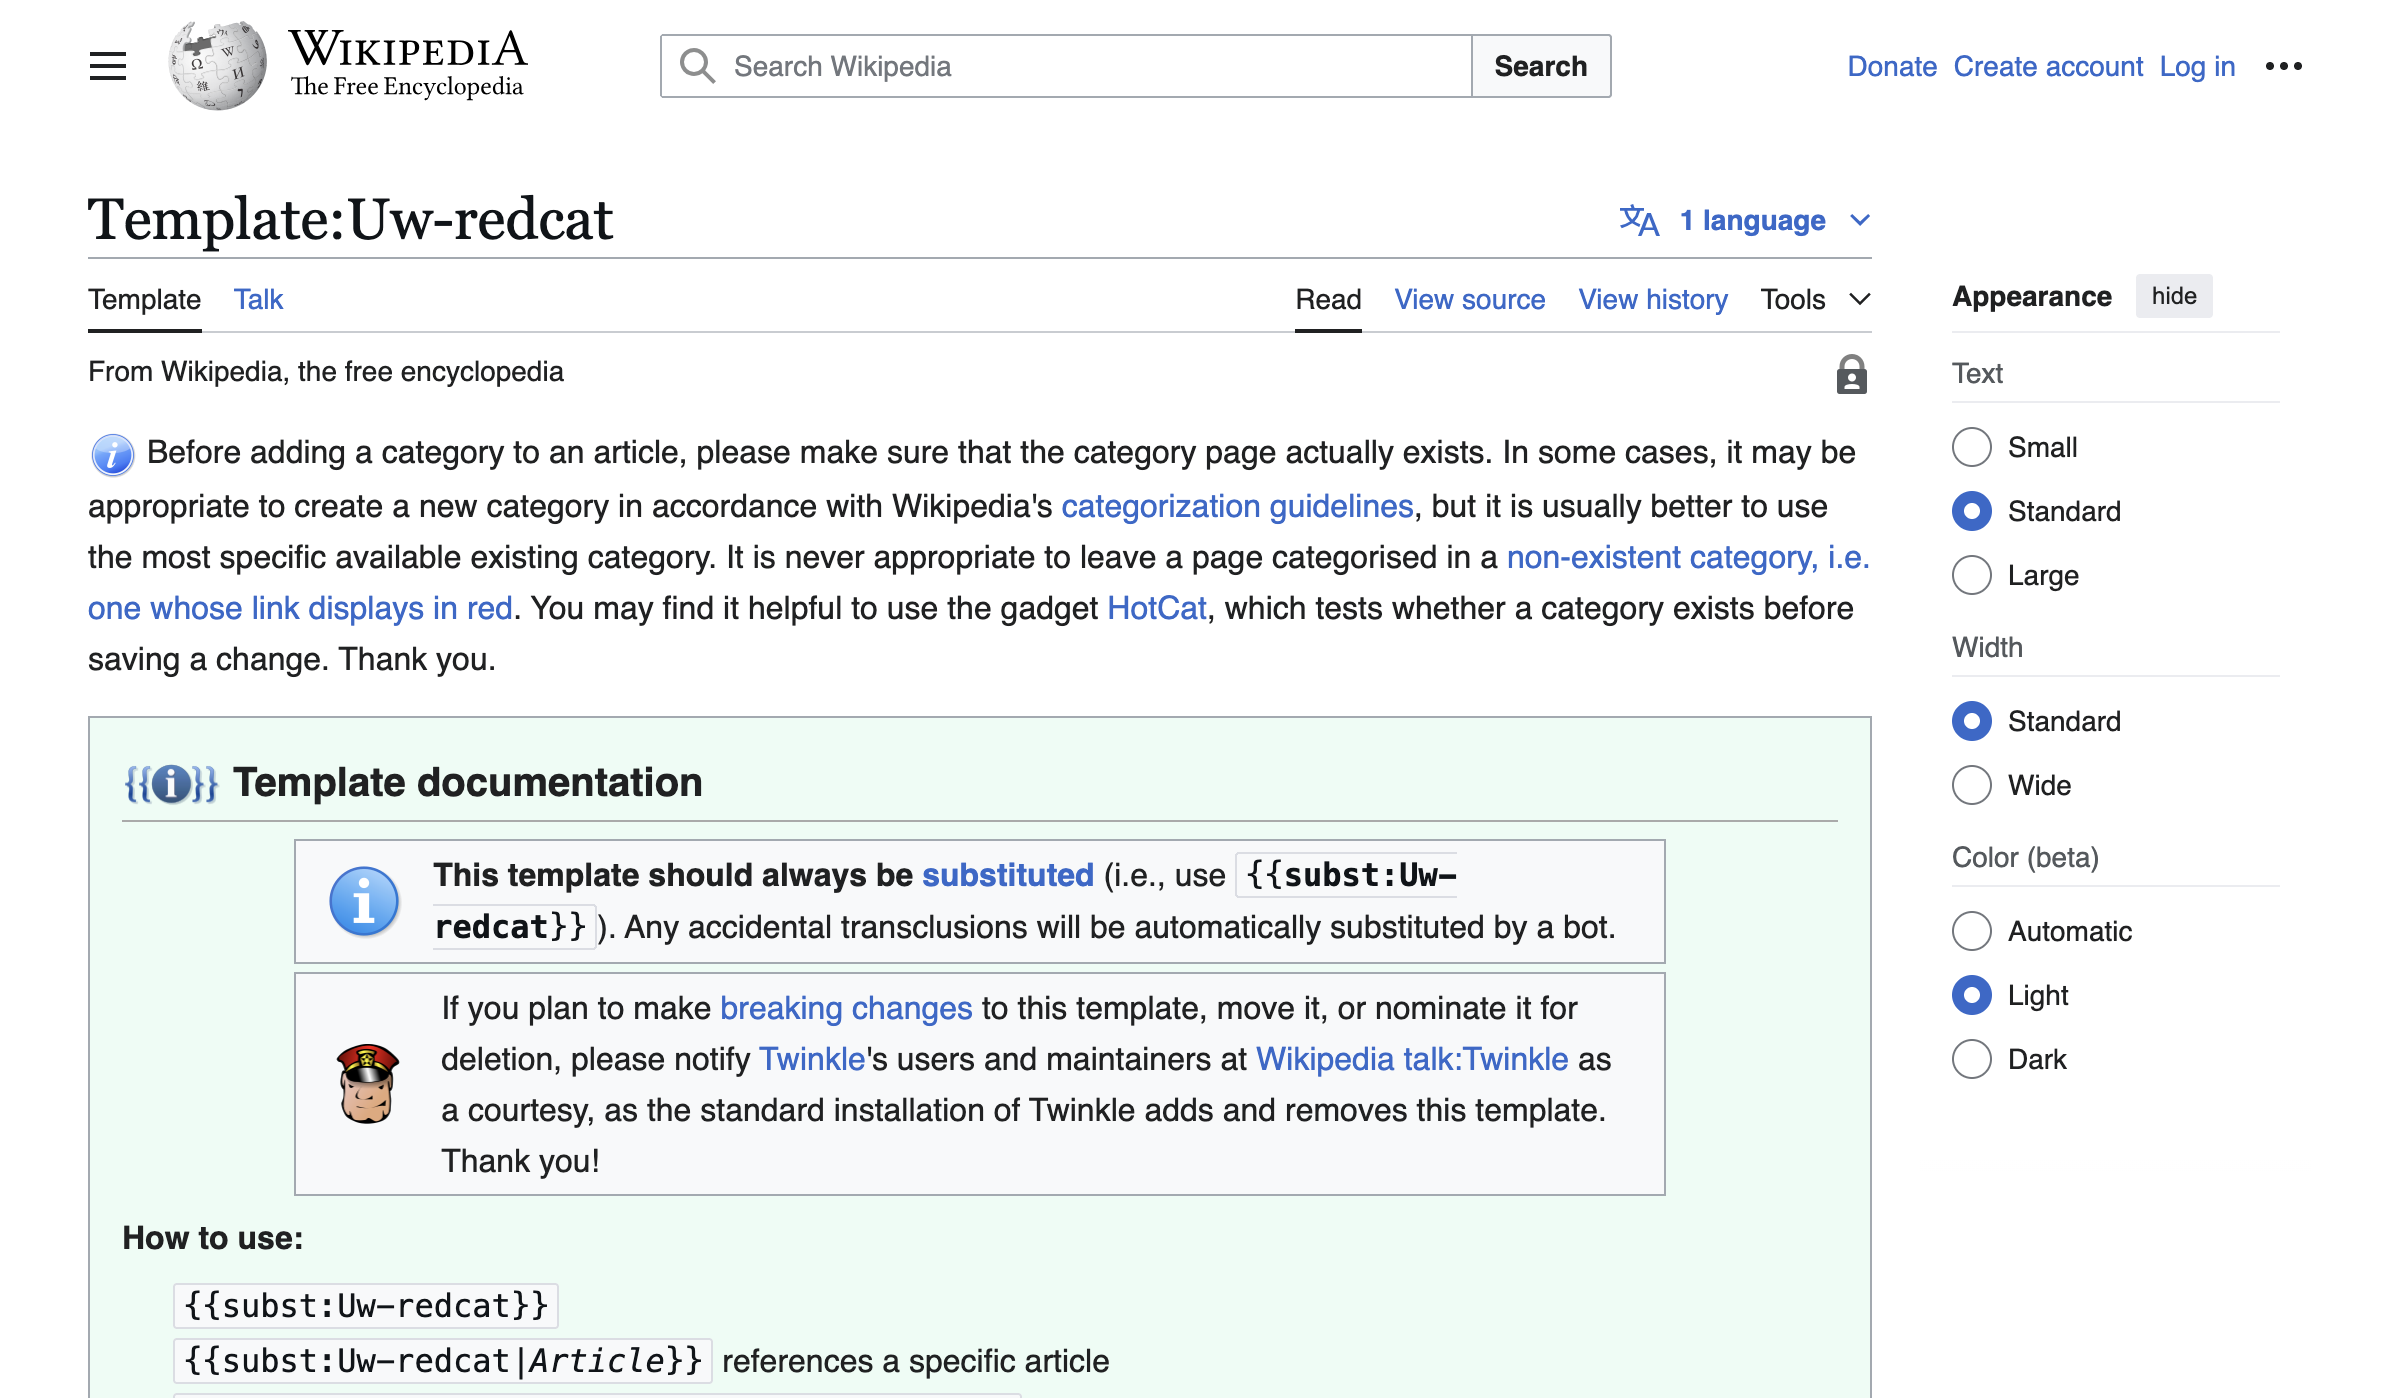 WIKIPEDIA
The Free Encyclopedia
Search Wikipedia
Search
Donate Create account Log in
Template:Uw-redcat
1 language
Template Talk
Read View source View history Tools
From Wikipedia, the free encyclopedia
Before adding a category to an article, please make sure that the category page actually exists. In some cases, it may be
appropriate to create a new category in accordance with Wikipedia's categorization guidelines, but it is usually better to use
the most specific available existing category. It is never appropriate to leave a page categorised in a non-existent category, i.e.
one whose link displays in red. You may find it helpful to use the gadget HotCat, which tests whether a category exists before
saving a change. Thank you.
{{i}} Template documentation
This template should always be substituted (i.e., use {{subst:Uw-
redcat}}). Any accidental transclusions will be automatically substituted by a bot.
If you plan to make breaking changes to this template, move it, or nominate it for
deletion, please notify Twinkle's users and maintainers at Wikipedia talk:Twinkle as
a courtesy, as the standard installation of Twinkle adds and removes this template.
Thank you!
How to use:
{{subst:Uw-redcat}}
{{subst:Uw-redcat|Article}} references a specific article
Appearance hide
Text
Small
Standard
Large
Width
Standard
Wide
Color (beta)
Automatic
Light
Dark